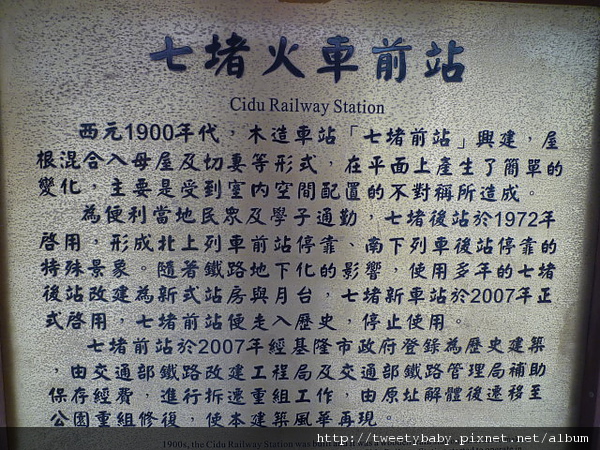 七堵火車前站
Cidu Railway Station
西元1900年代，木造車站「七堵前站」興建，屋
根混合入母屋及切妻等形式，在平面上產生了簡單的
變化，主要是受到室內空間配置的不對稱所造成。
為便利當地民眾及學子通勤，七堵後站於1972年
啓用，形成北上列車前站停靠、南下列車後站停靠的
特殊景象。隨著鐵路地下化的影響，使用多年的七堵
後站改建為新式站房與月台，七堵新車站於2007年正
式啓用，七堵前站便走入歷史，停止使用。
七堵前站於2007年經基隆市政府登錄為歷史建築
，由交通部鐵路改建工程局及交通部鐵路管理局補助
保存經費，進行拆遷重組工作，由原址解體後遷移至
公園重組修復，使本建築風華再現。
1900s, the Cidu Railway Station was built
http://tweetybaby.pixnet.net/album